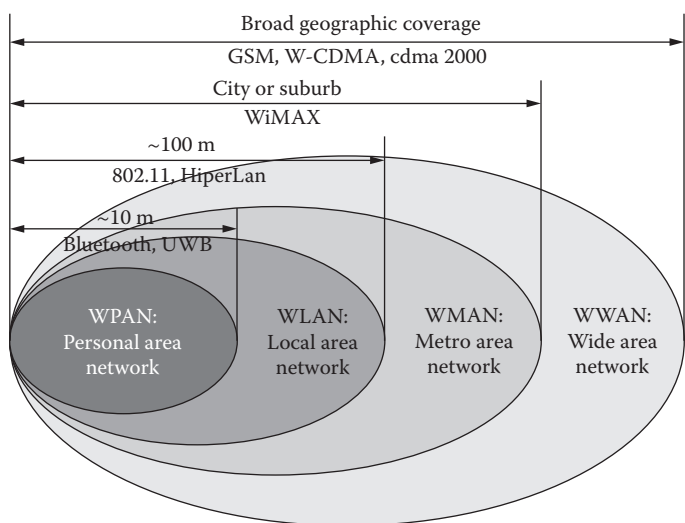 Broad geographic coverage
GSM, W-CDMA, cdma 2000
City or suburb
WiMAX
~100 m
802.11, HiperLan
~10 m
Bluetooth, UWB
WPAN:
Personal area
network
WLAN:
Local area
network
WMAN:
Metro area
network
WWAN:
Wide area
network